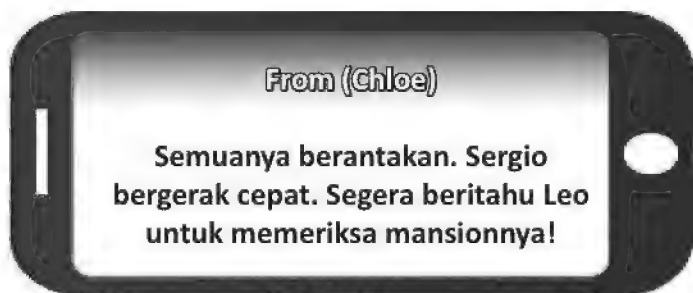 From (Chloe)
Semuanya berantakan. Sergio
bergerak cepat. Segera beritahu Leo
untuk memeriksa mansionnya!